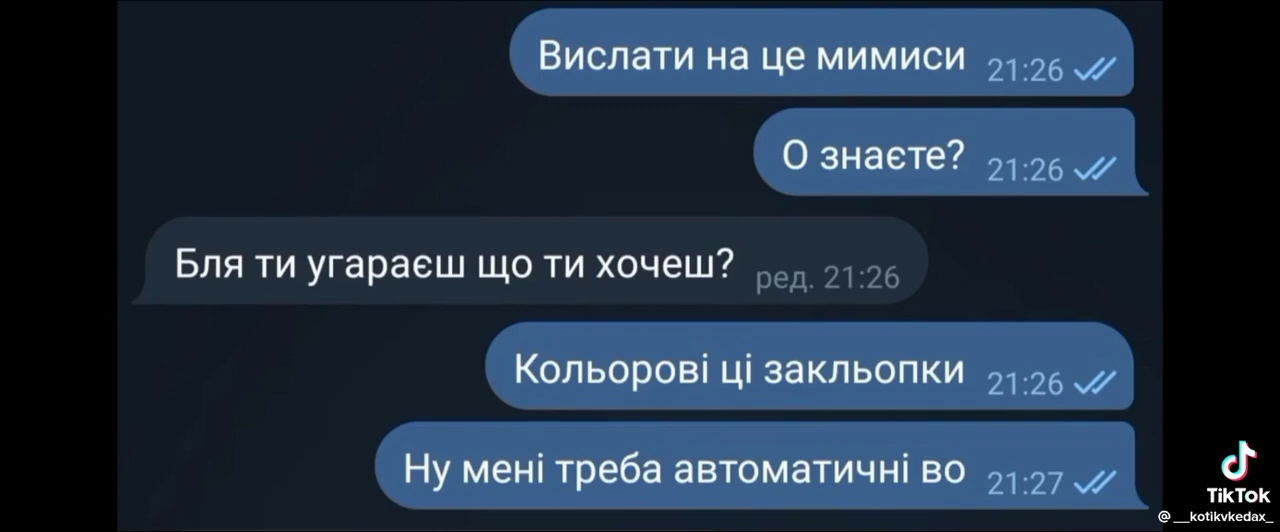 Вислати на це мимиси 21:26
О знаєте? 21:26
Бля ти угараєш що ти хочеш? ред. 21:26
Кольорові ці закльопки 21:26
Ну мені треба автоматичні во 21:27
TikTok
@__kotikvkedax_